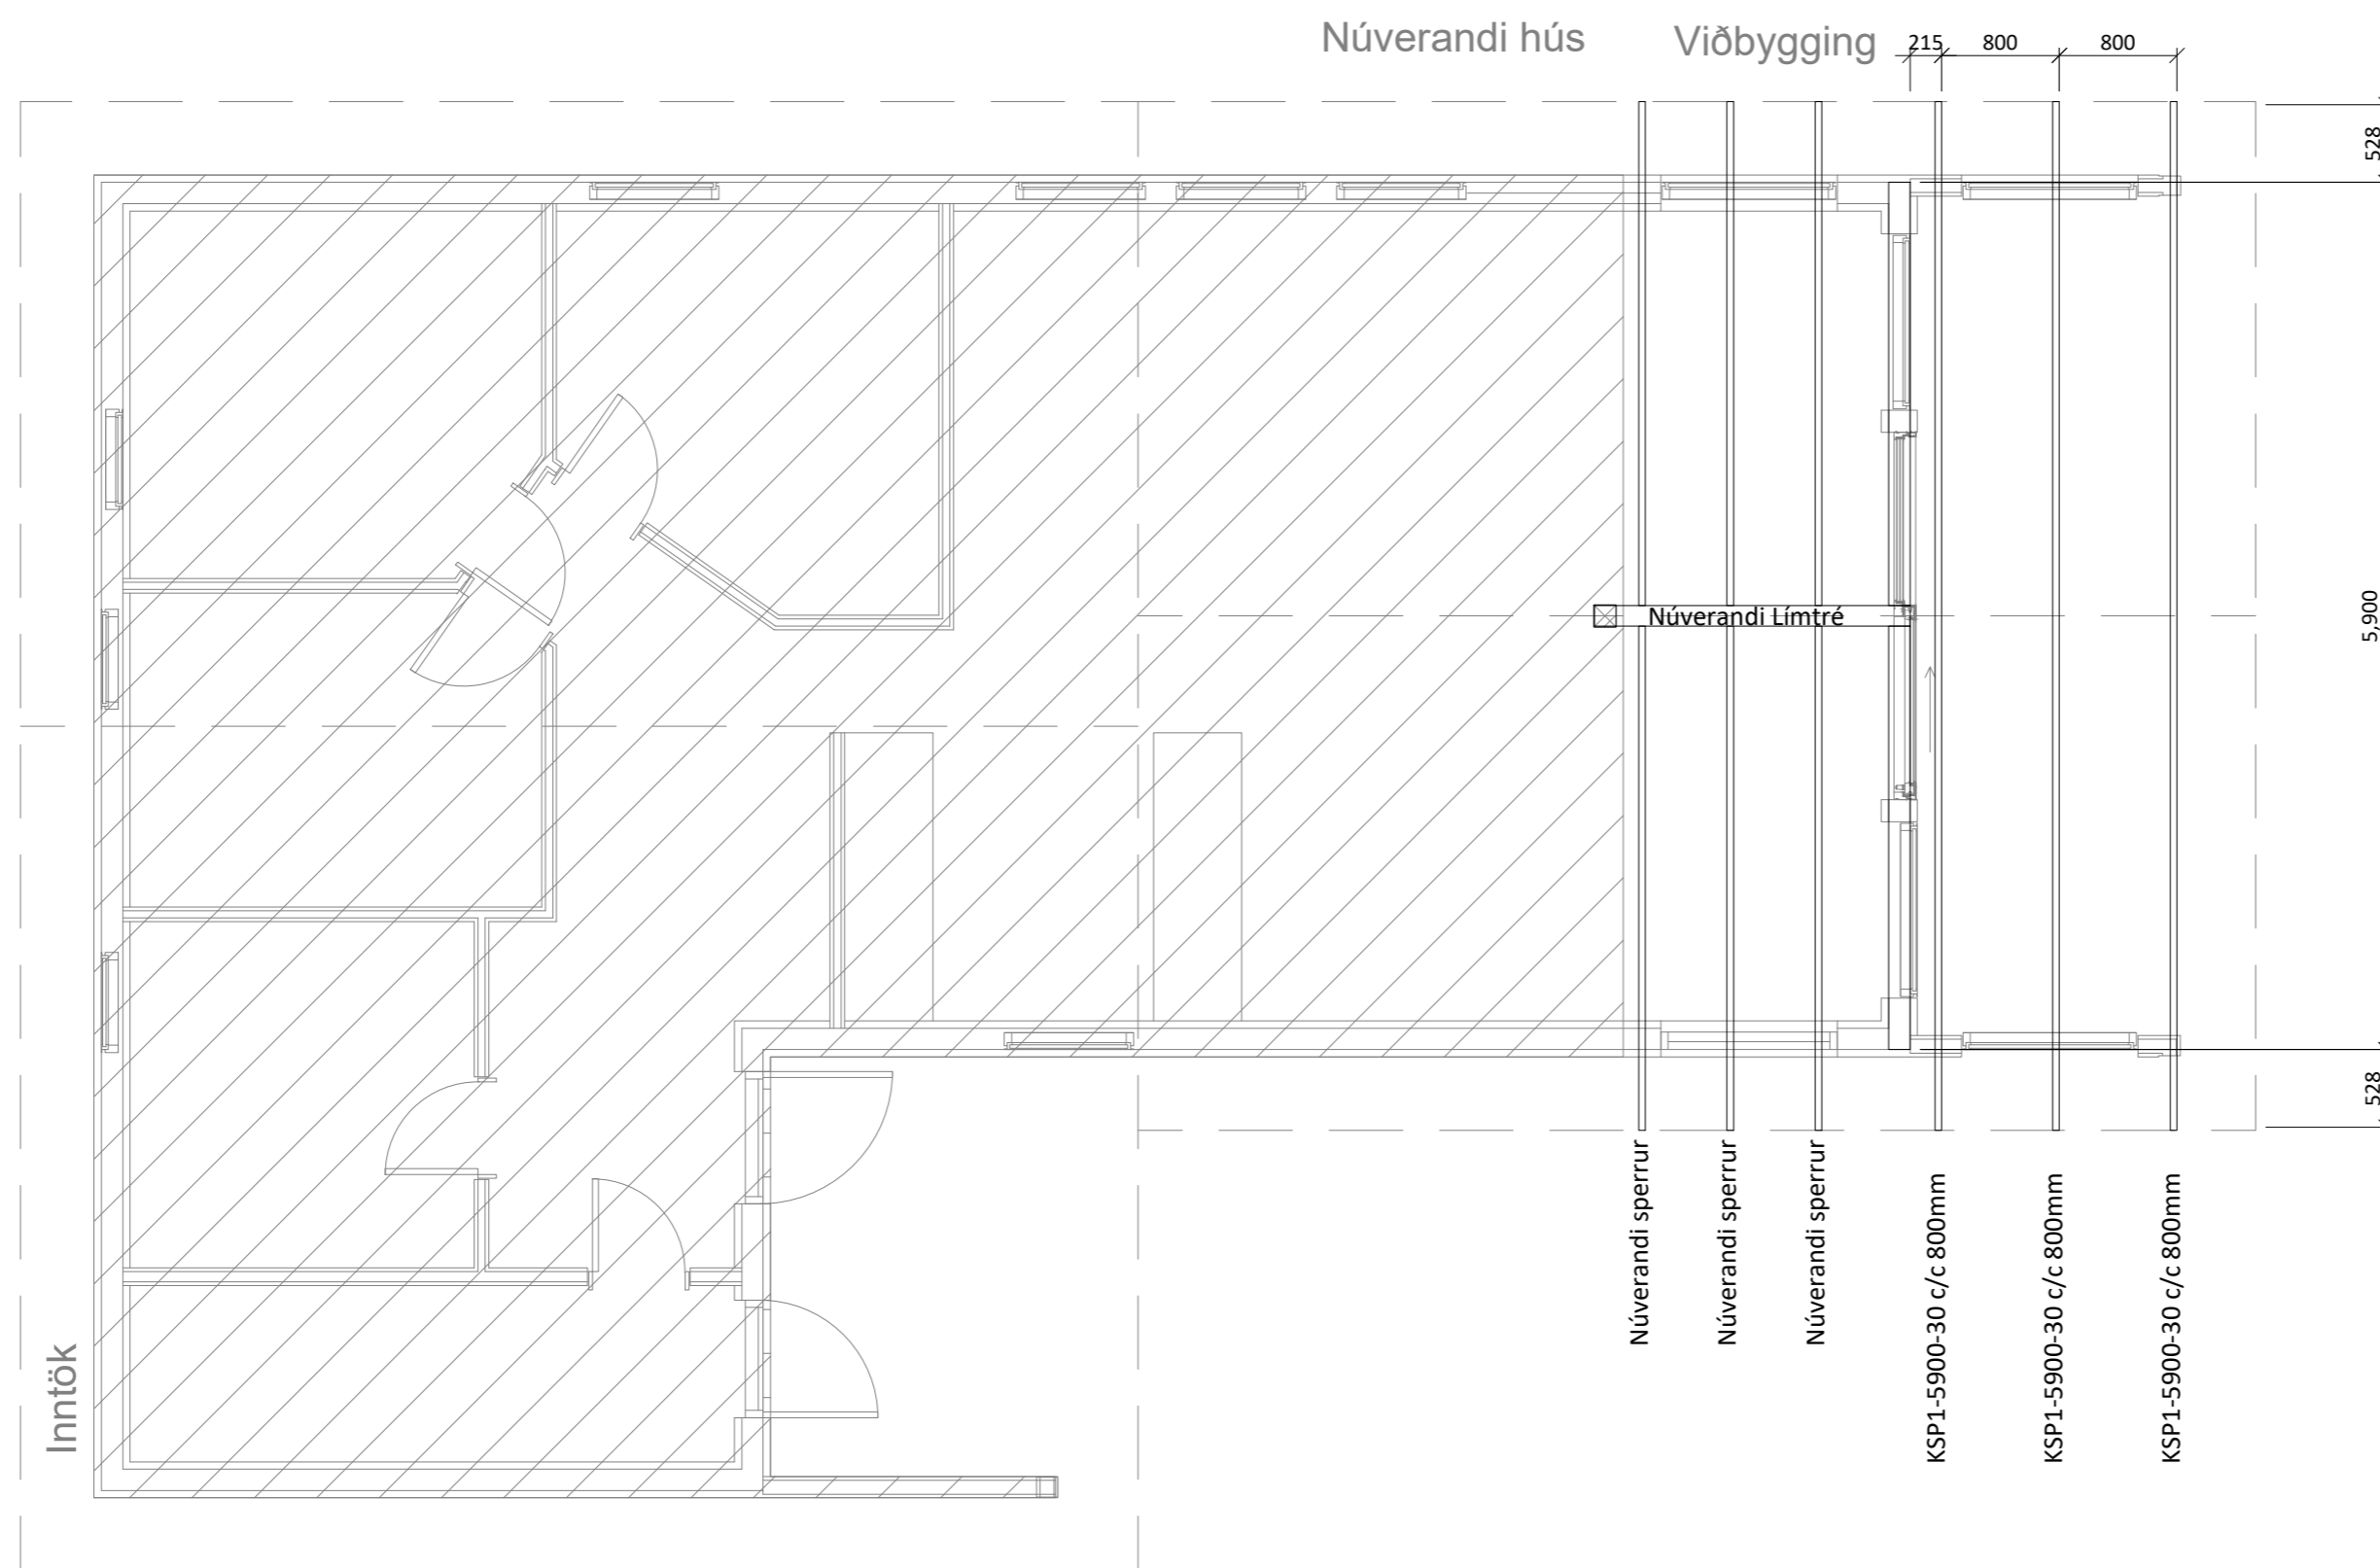 Núverandi hús
Viðbygging
215
800
800
528
5,900
528
Núverandi Límtré
Núverandi sperrur
Núverandi sperrur
Núverandi sperrur
KSP1-5900-30 c/c 800mm
KSP1-5900-30 c/c 800mm
KSP1-5900-30 c/c 800mm
Inntök